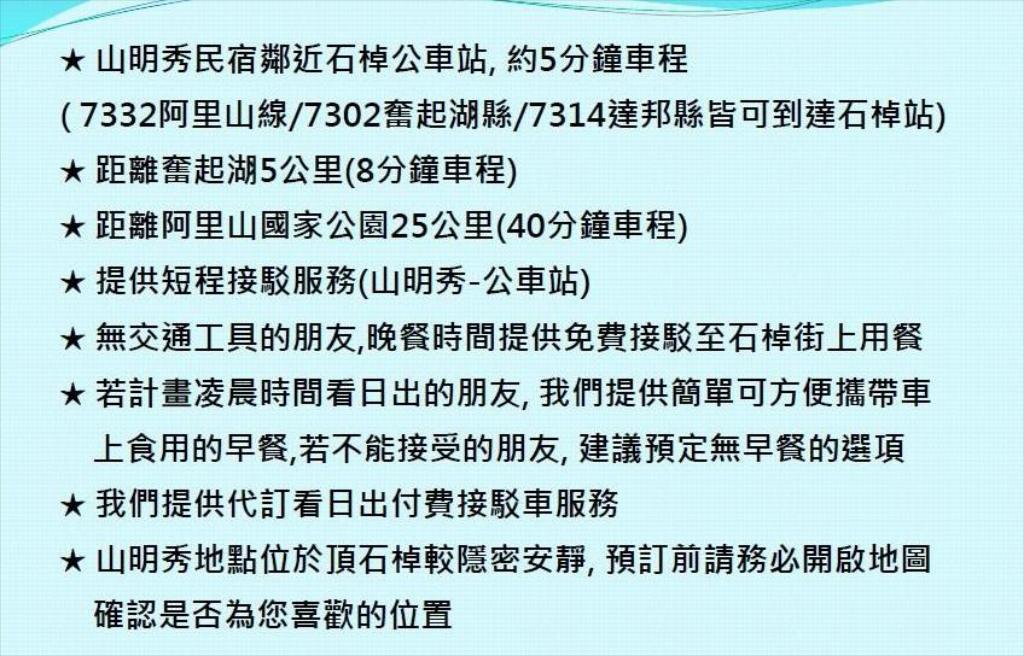 ★ 山明秀民宿鄰近石棹公車站, 約5分鐘車程
( 7332阿里山線/7302奮起湖縣/7314達邦縣皆可到達石棹站)
★ 距離奮起湖5公里(8分鐘車程)
★ 距離阿里山國家公園25公里(40分鐘車程)
★ 提供短程接駁服務(山明秀-公車站)
★ 無交通工具的朋友,晚餐時間提供免費接駁至石棹街上用餐
★ 若計畫凌晨時間看日出的朋友, 我們提供簡單可方便攜帶車
上食用的早餐,若不能接受的朋友, 建議預定無早餐的選項
★ 我們提供代訂看日出付費接駁車服務
★ 山明秀地點位於頂石棹較隱密安靜, 預訂前請務必開啟地圖
確認是否為您喜歡的位置